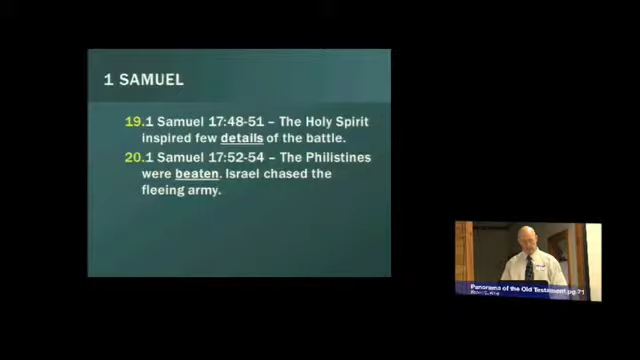 1 SAMUEL
19.1 Samuel 17:48-51 – The Holy Spirit
inspired few details of the battle.
20.1 Samuel 17:52-54 – The Philistines
were beaten. Israel chased the
fleeing army.
Panorama of the Old Testament.pg.71